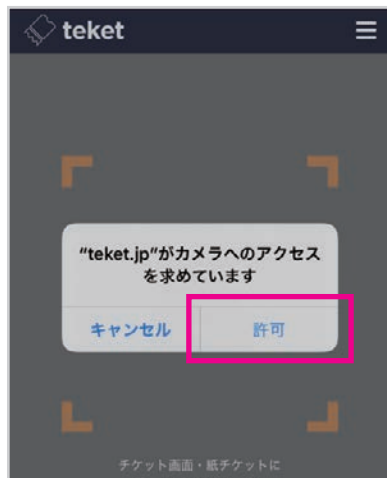 teket
“teket.jp”がカメラへのアクセス
を求めています
キャンセル
許可
チケット画面・紙チケットに